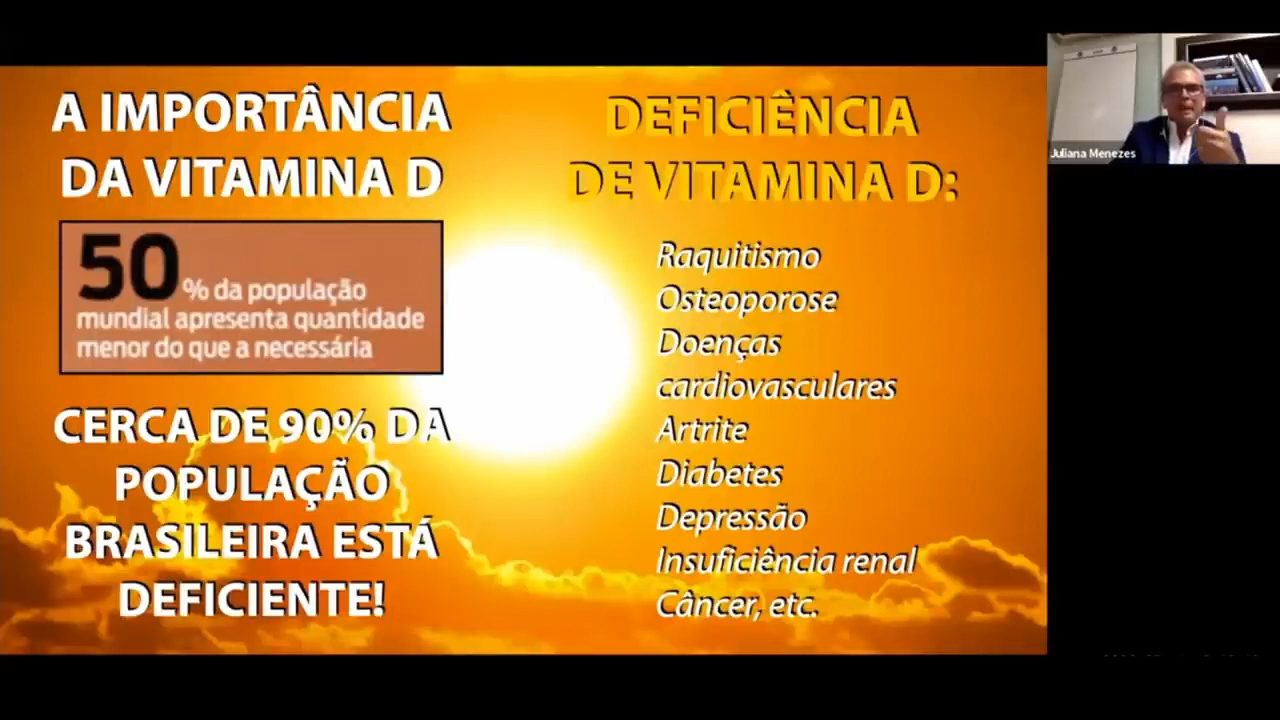 A IMPORTÂNCIA
DA VITAMINA D
50% da população
mundial apresenta quantidade
menor do que a necessária
CERCA DE 90% DA
POPULAÇÃO
BRASILEIRA ESTÁ
DEFICIENTE!
DEFICIÊNCIA
DE VITAMINA D:
Raquitismo
Osteoporose
Doenças
cardiovasculares
Artrite
Diabetes
Depressão
Insuficiência renal
Câncer, etc.
Juliana Menezes